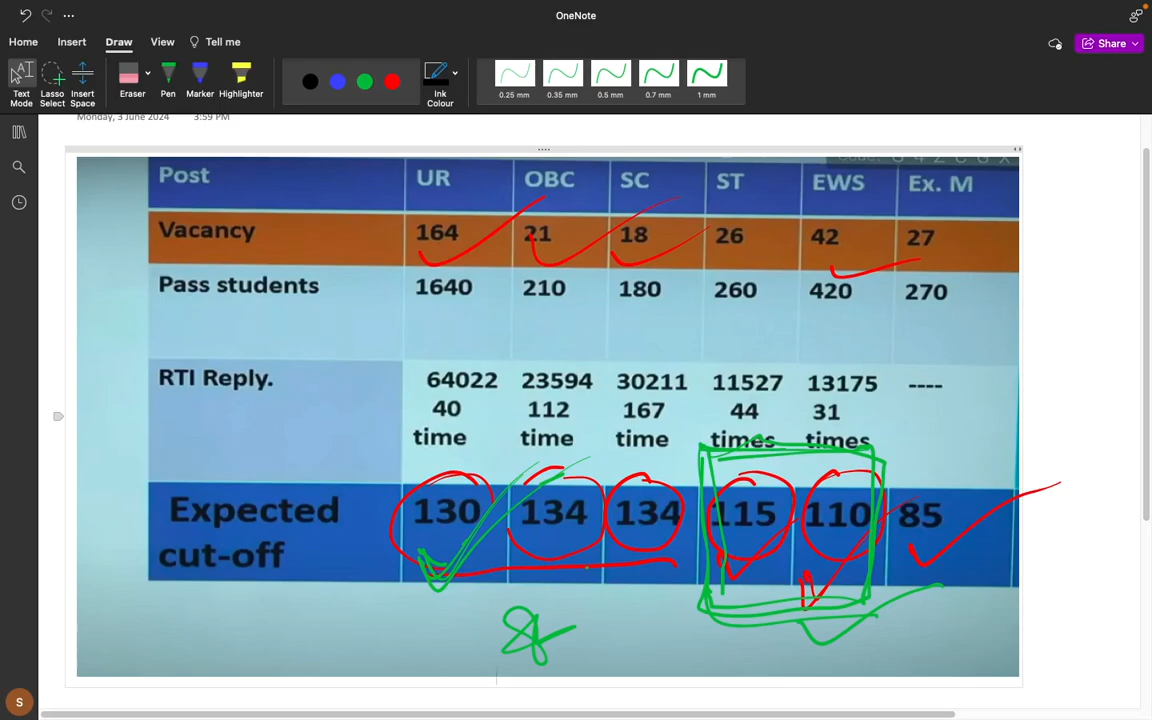 OneNote
Home Insert Draw View Tell me Share
Text Mode Lasso Select Insert Space Eraser Pen Marker Highlighter Ink Colour 0.25 mm 0.35 mm 0.5 mm 0.7 mm 1 mm
Monday, 3 June 2024 3:59 PM
Post UR OBC SC ST EWS Ex. M
Vacancy 164 21 18 26 42 27
Pass students 1640 210 180 260 420 270
RTI Reply. 64022 23594 30211 11527 13175 ----
40 112 167 44 31
time time time times times
Expected cut-off 130 134 134 115 110 85
S